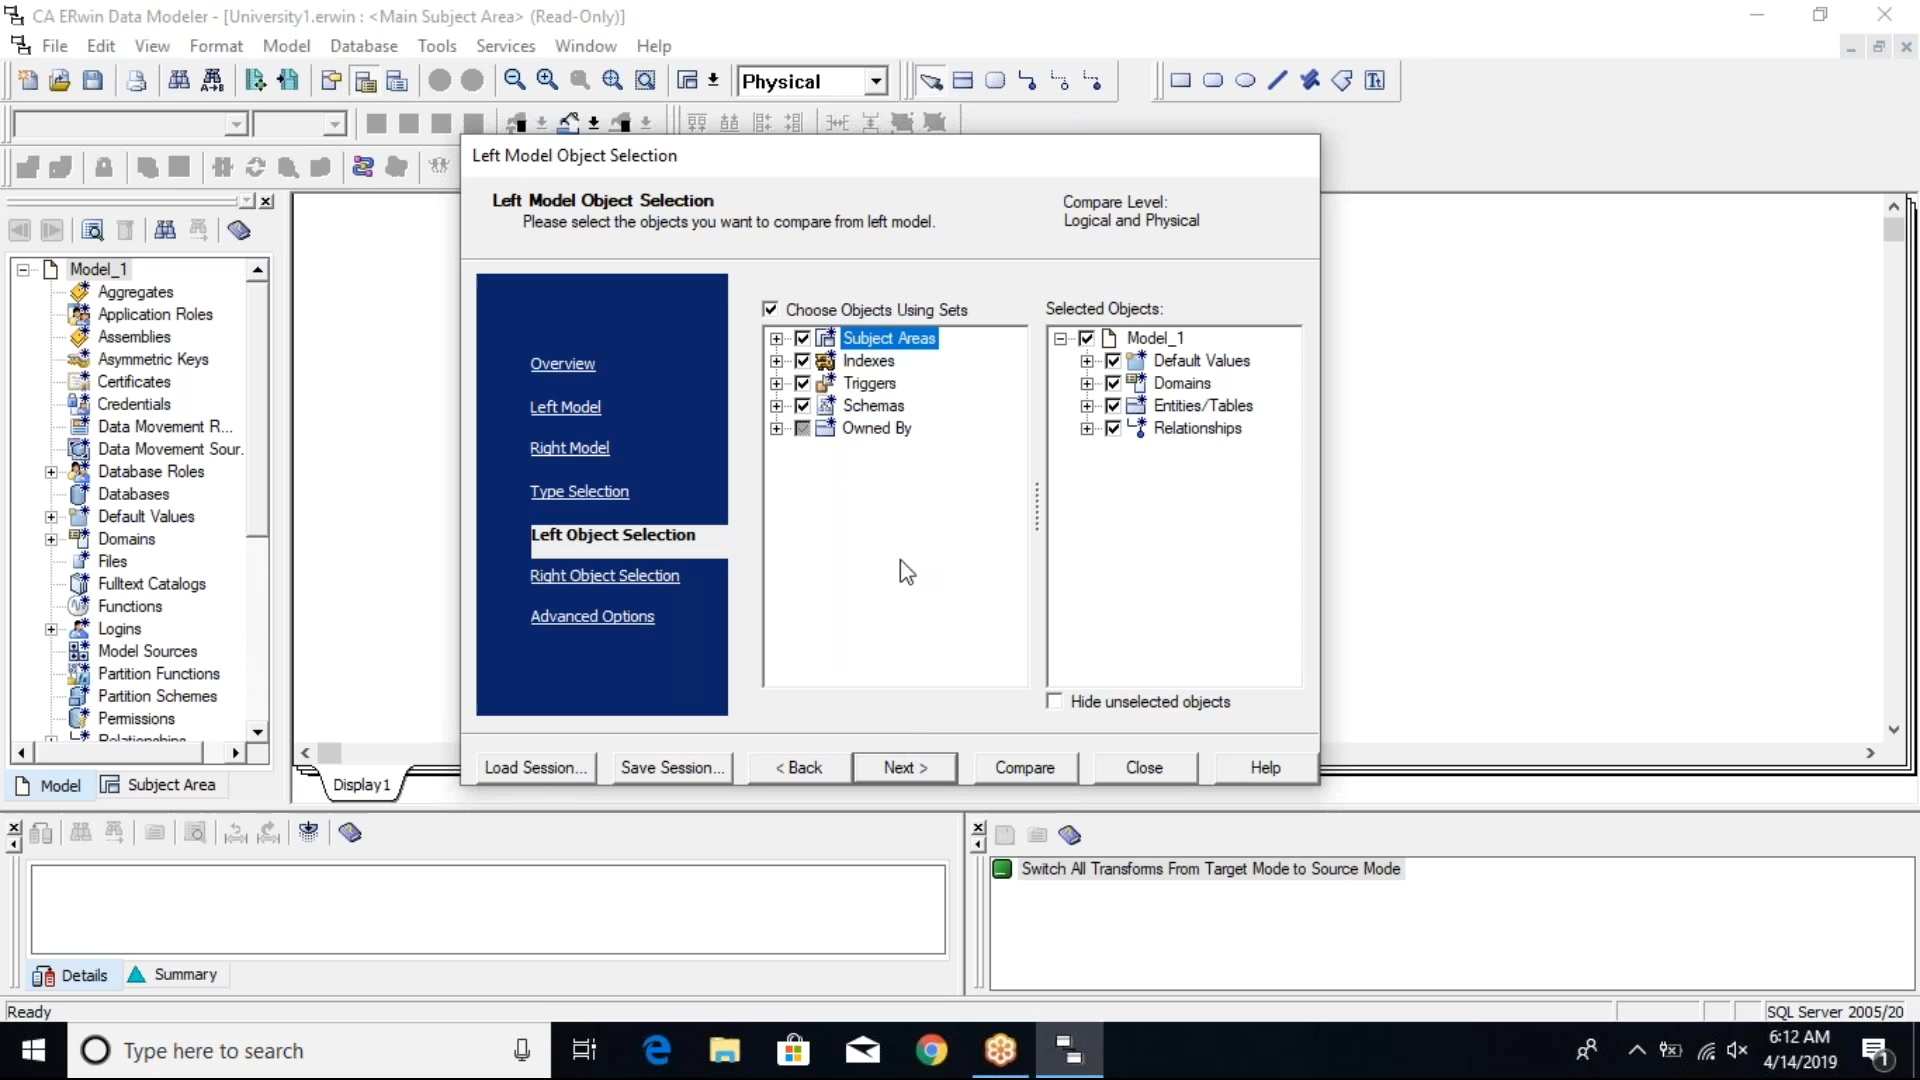 CA ERwin Data Modeler - [University1.erwin : <Main Subject Area> (Read-Only)]
File Edit View Format Model Database Tools Services Window Help
A→B
Physical
Tt
Left Model Object Selection
Left Model Object Selection
Please select the objects you want to compare from left model.
Compare Level:
Logical and Physical
Model_1
Aggregates
Application Roles
Assemblies
Asymmetric Keys
Certificates
Credentials
Data Movement R...
Data Movement Sour.
Database Roles
Databases
Default Values
Domains
Files
Fulltext Catalogs
Functions
Logins
Model Sources
Partition Functions
Partition Schemes
Permissions
Relationships
Model
Subject Area
Overview
Left Model
Right Model
Type Selection
Left Object Selection
Right Object Selection
Advanced Options
Choose Objects Using Sets
Subject Areas
Indexes
Triggers
Schemas
Owned By
Selected Objects:
Model_1
Default Values
Domains
Entities/Tables
Relationships
Hide unselected objects
Load Session... Save Session... < Back Next > Compare Close Help
Display1
Switch All Transforms From Target Mode to Source Mode
Details
Summary
Ready
SQL Server 2005/20
Type here to search
6:12 AM
4/14/2019
1